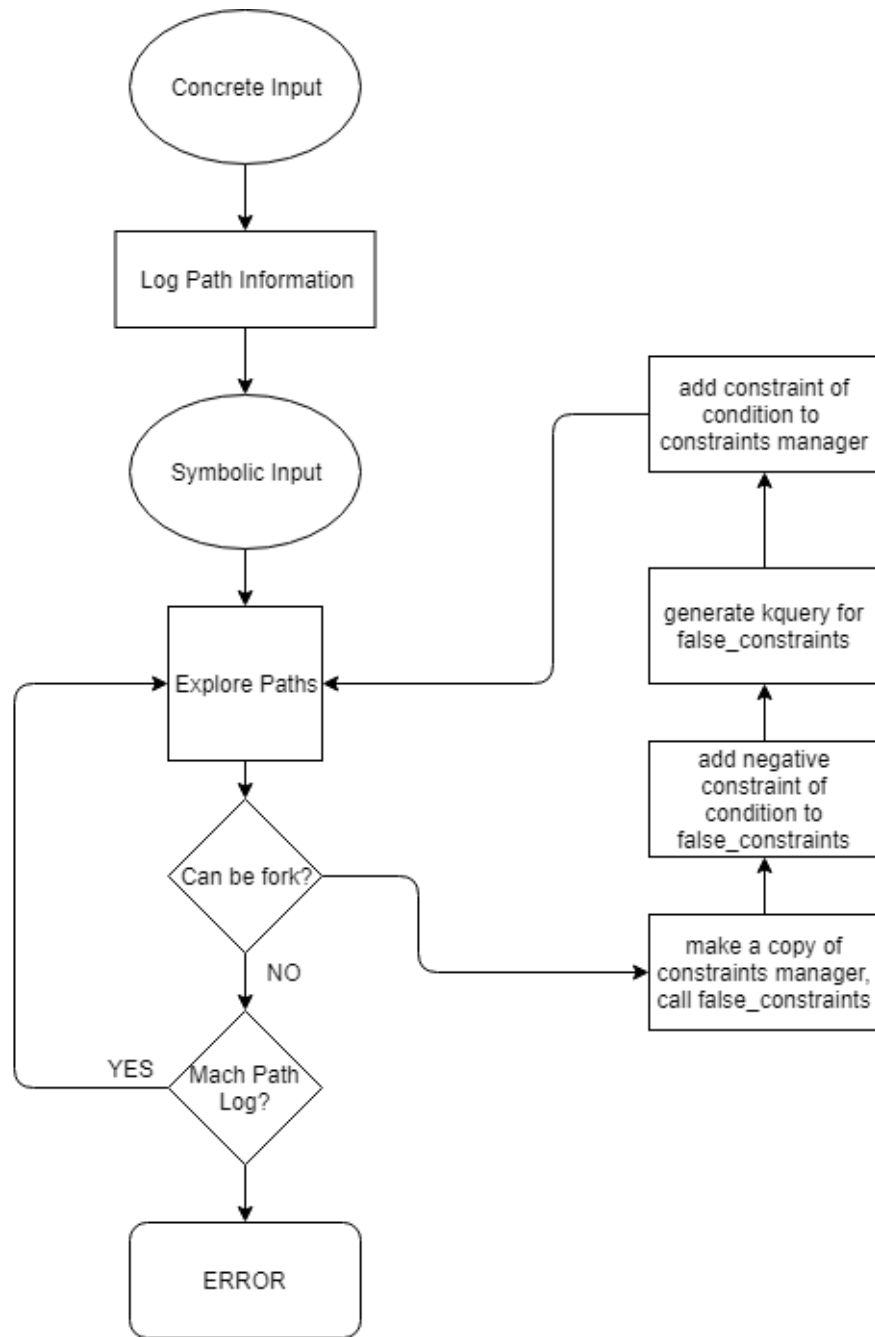 Concrete Input
Log Path Information
Symbolic Input
Explore Paths
Can be fork?
NO
YES
Mach Path
Log?
ERROR
add constraint of
condition to
constraints manager
generate kquery for
false_constraints
add negative
constraint of
condition to
false_constraints
make a copy of
constraints manager,
call false_constraints